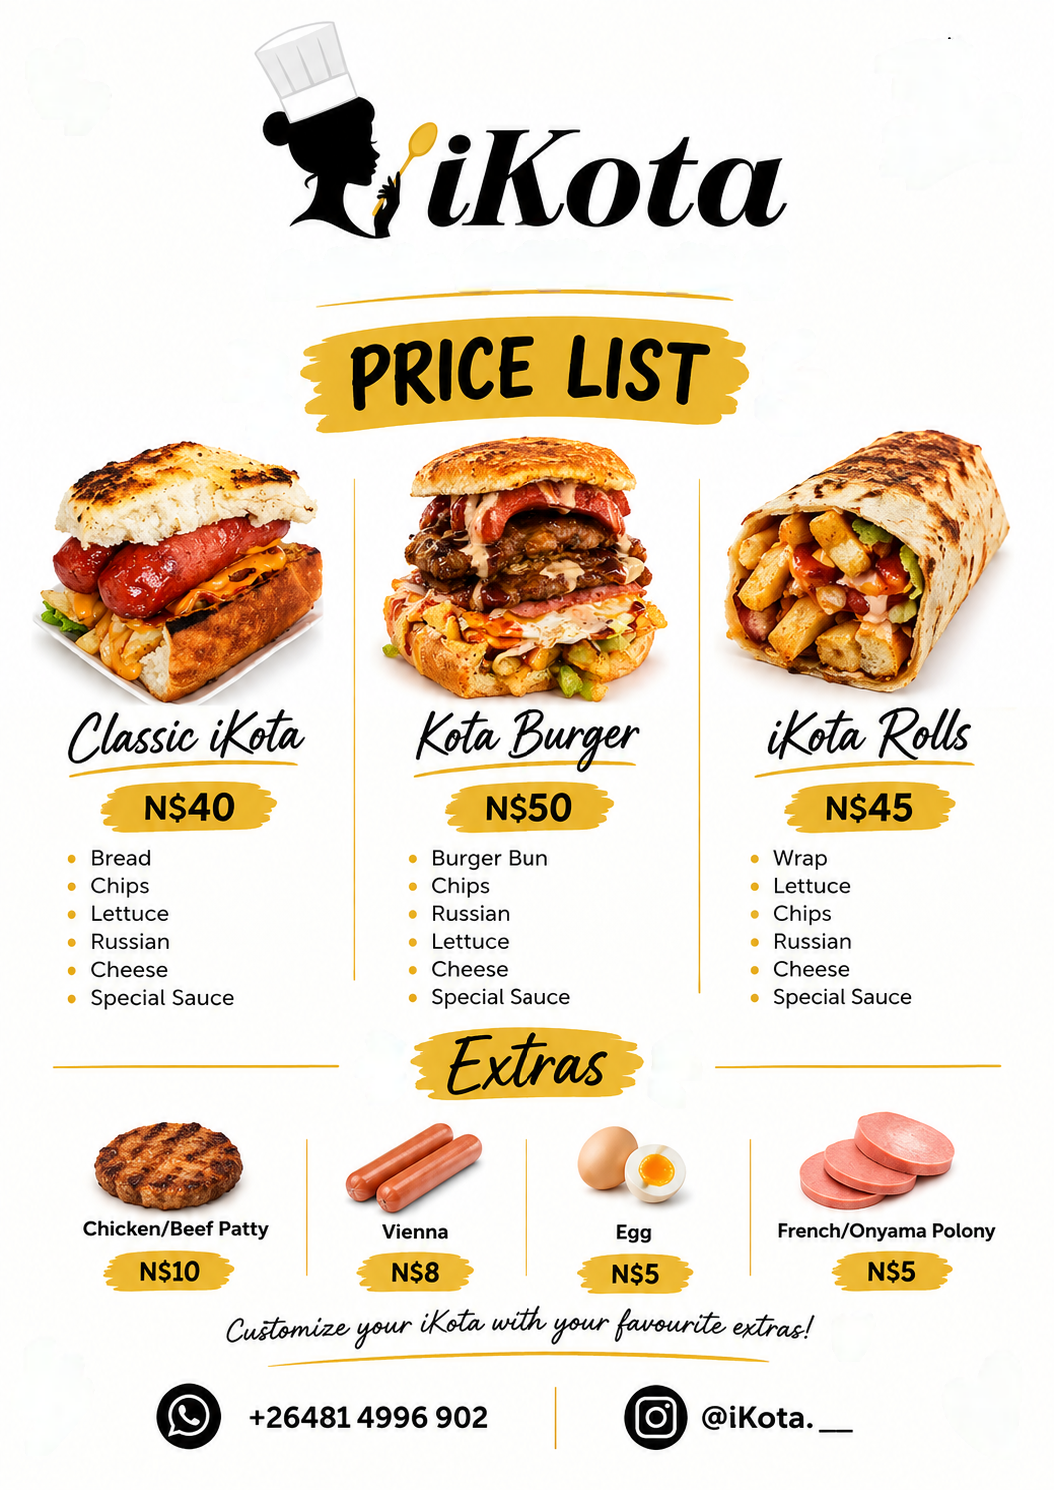 iKota
PRICE LIST
Classic iKota
N$40
Bread
Chips
Lettuce
Russian
Cheese
Special Sauce
Kota Burger
N$50
Burger Bun
Chips
Russian
Lettuce
Cheese
Special Sauce
iKota Rolls
N$45
Wrap
Lettuce
Chips
Russian
Cheese
Special Sauce
Extras
Chicken/Beef Patty
N$10
Vienna
N$8
Egg
N$5
French/Onyama Polony
N$5
Customize your iKota with your favourite extras!
+26481 4996 902
@iKota.__